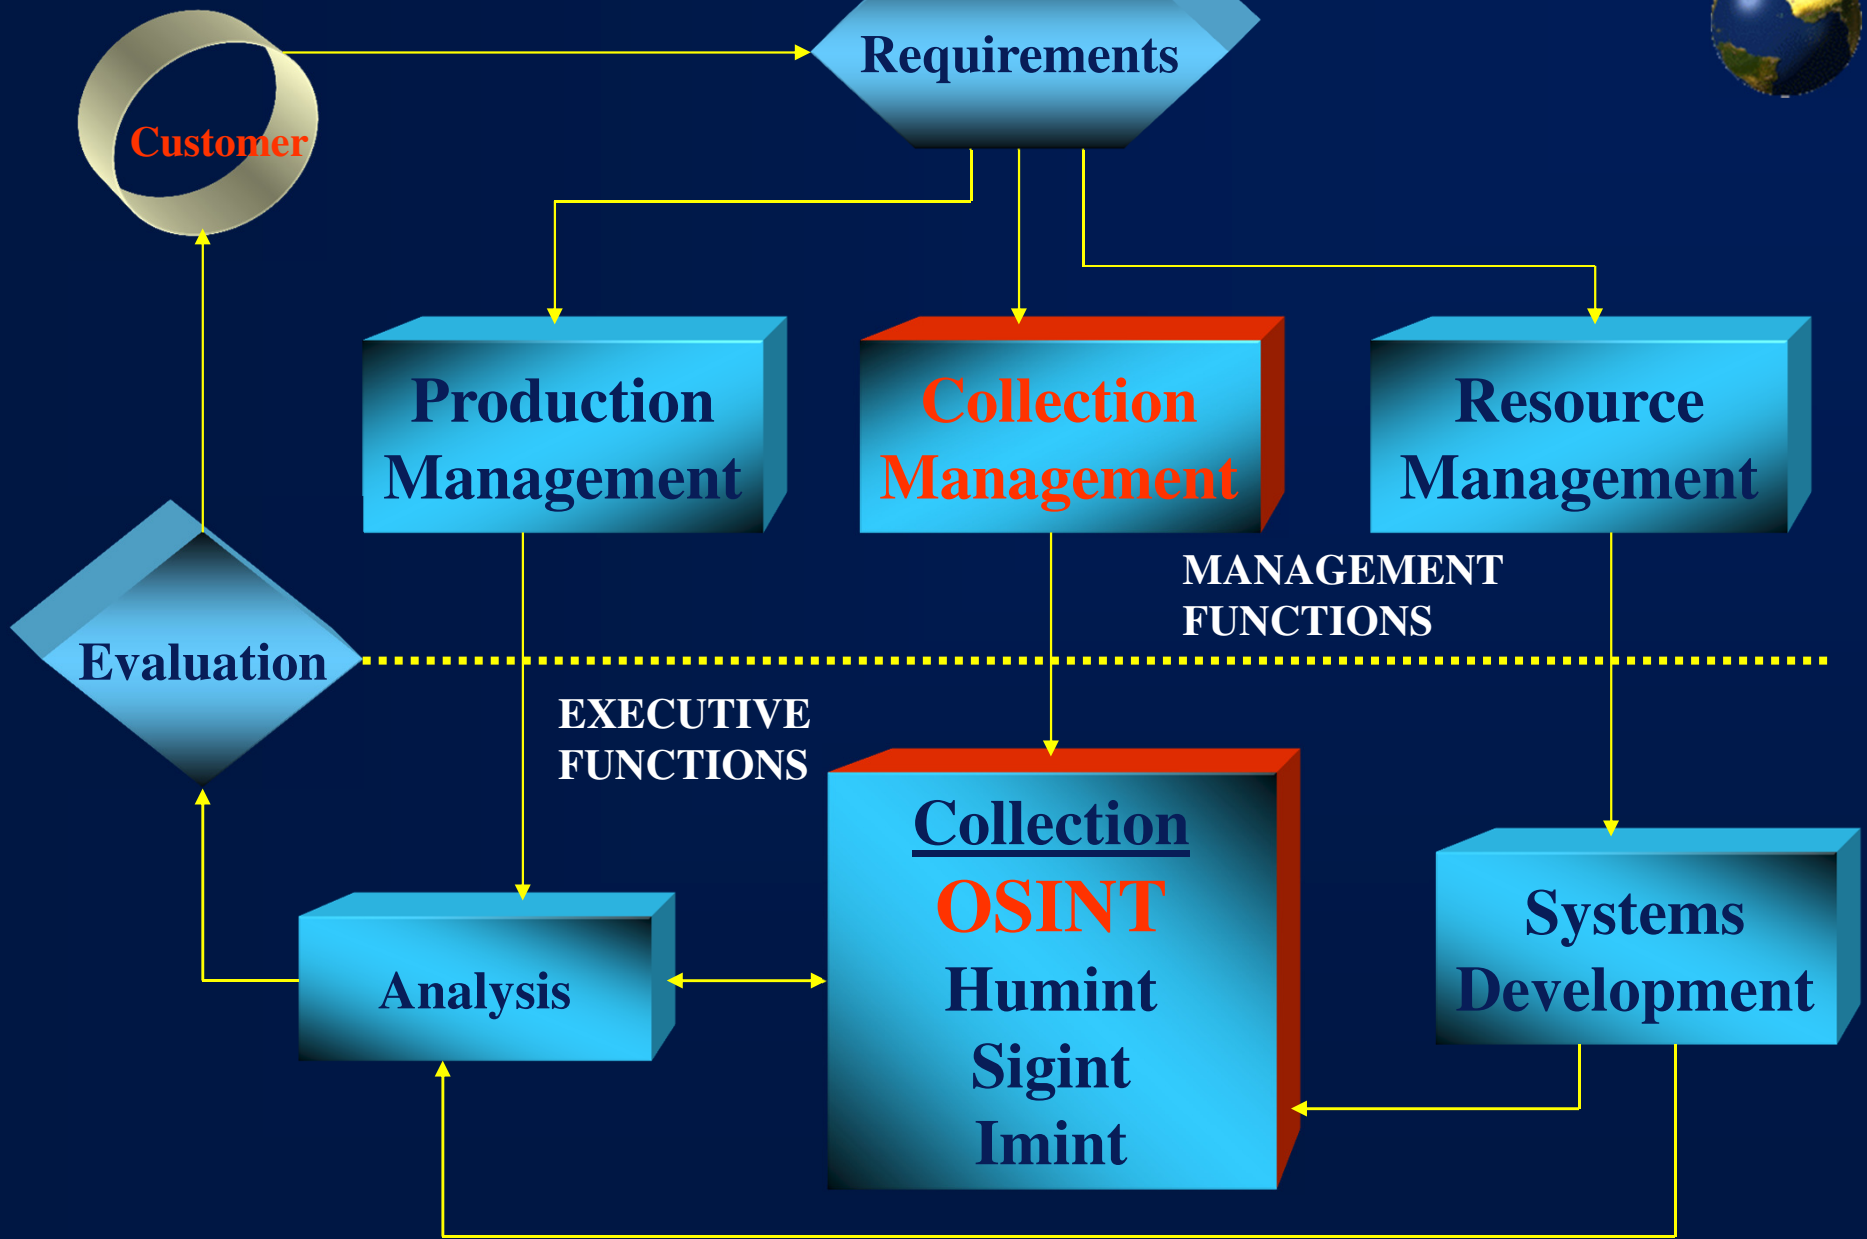 Requirements
Customer
Production
Management
Collection
Management
Resource
Management
MANAGEMENT
FUNCTIONS
Evaluation
EXECUTIVE
FUNCTIONS
Collection
OSINT
Humint
Sigint
Imint
Systems
Development
Analysis